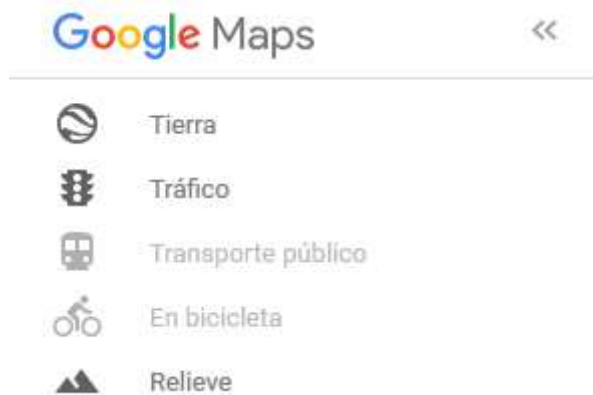 Google Maps
Tierra
Tráfico
Transporte público
En bicicleta
Relieve